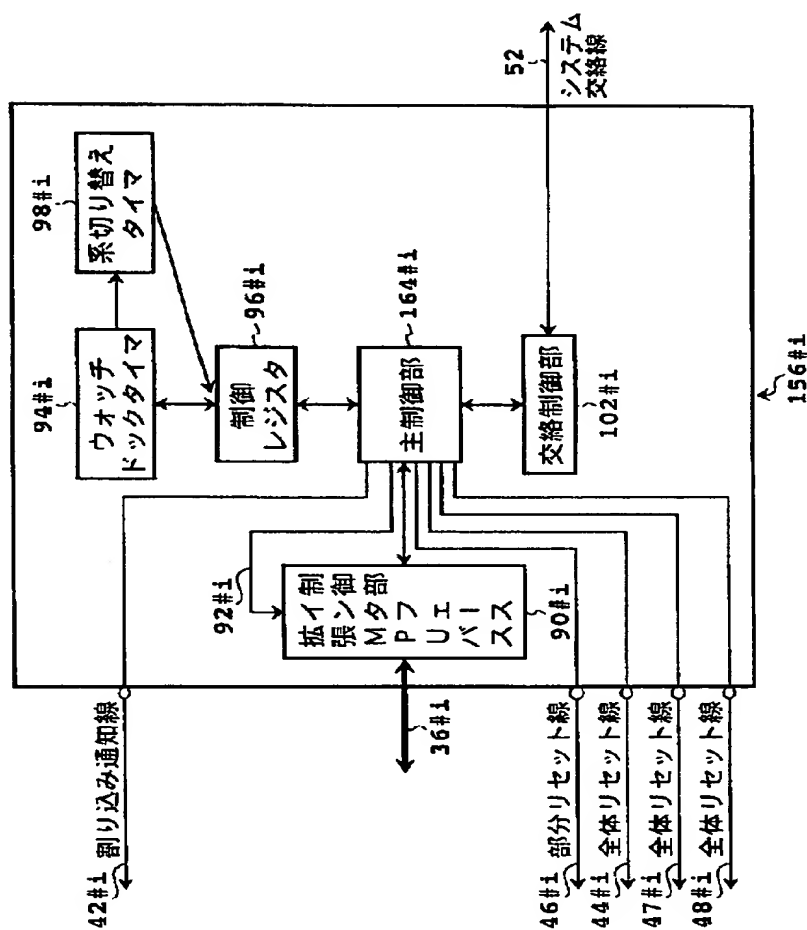 42#i
割り込み通知線
46#i
部分リセット線
44#i
全体リセット線
47#i
全体リセット線
48#i
全体リセット線
36#i
92#i
拡張MPUバス
インタフェース
制御部
90#i
94#i
ウォッチ
ドックタイマ
98#i
系切り替え
タイマ
制御
レジスタ
96#i
主制御部
164#i
交絡制御部
102#i
52
システム
交絡線
156#i